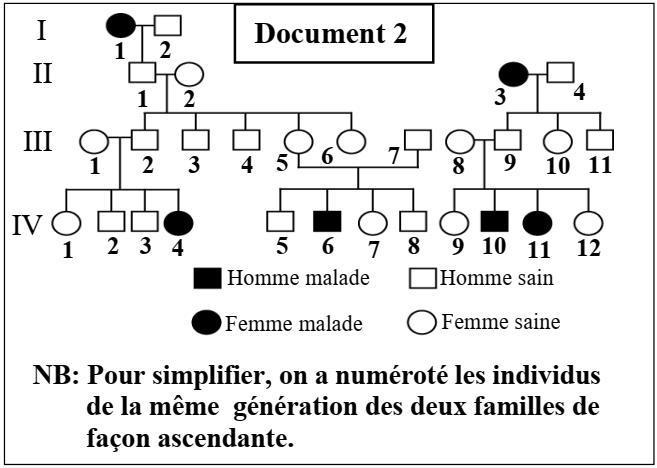 Document 2
I
1
2
II
1
2
3
4
III
1
2
3
4
5
6
7
8
9
10
11
IV
1
2
3
4
5
6
7
8
9
10
11
12
Homme malade
Homme sain
Femme malade
Femme saine
NB: Pour simplifier, on a numéroté les individus
de la même génération des deux familles de
façon ascendante.